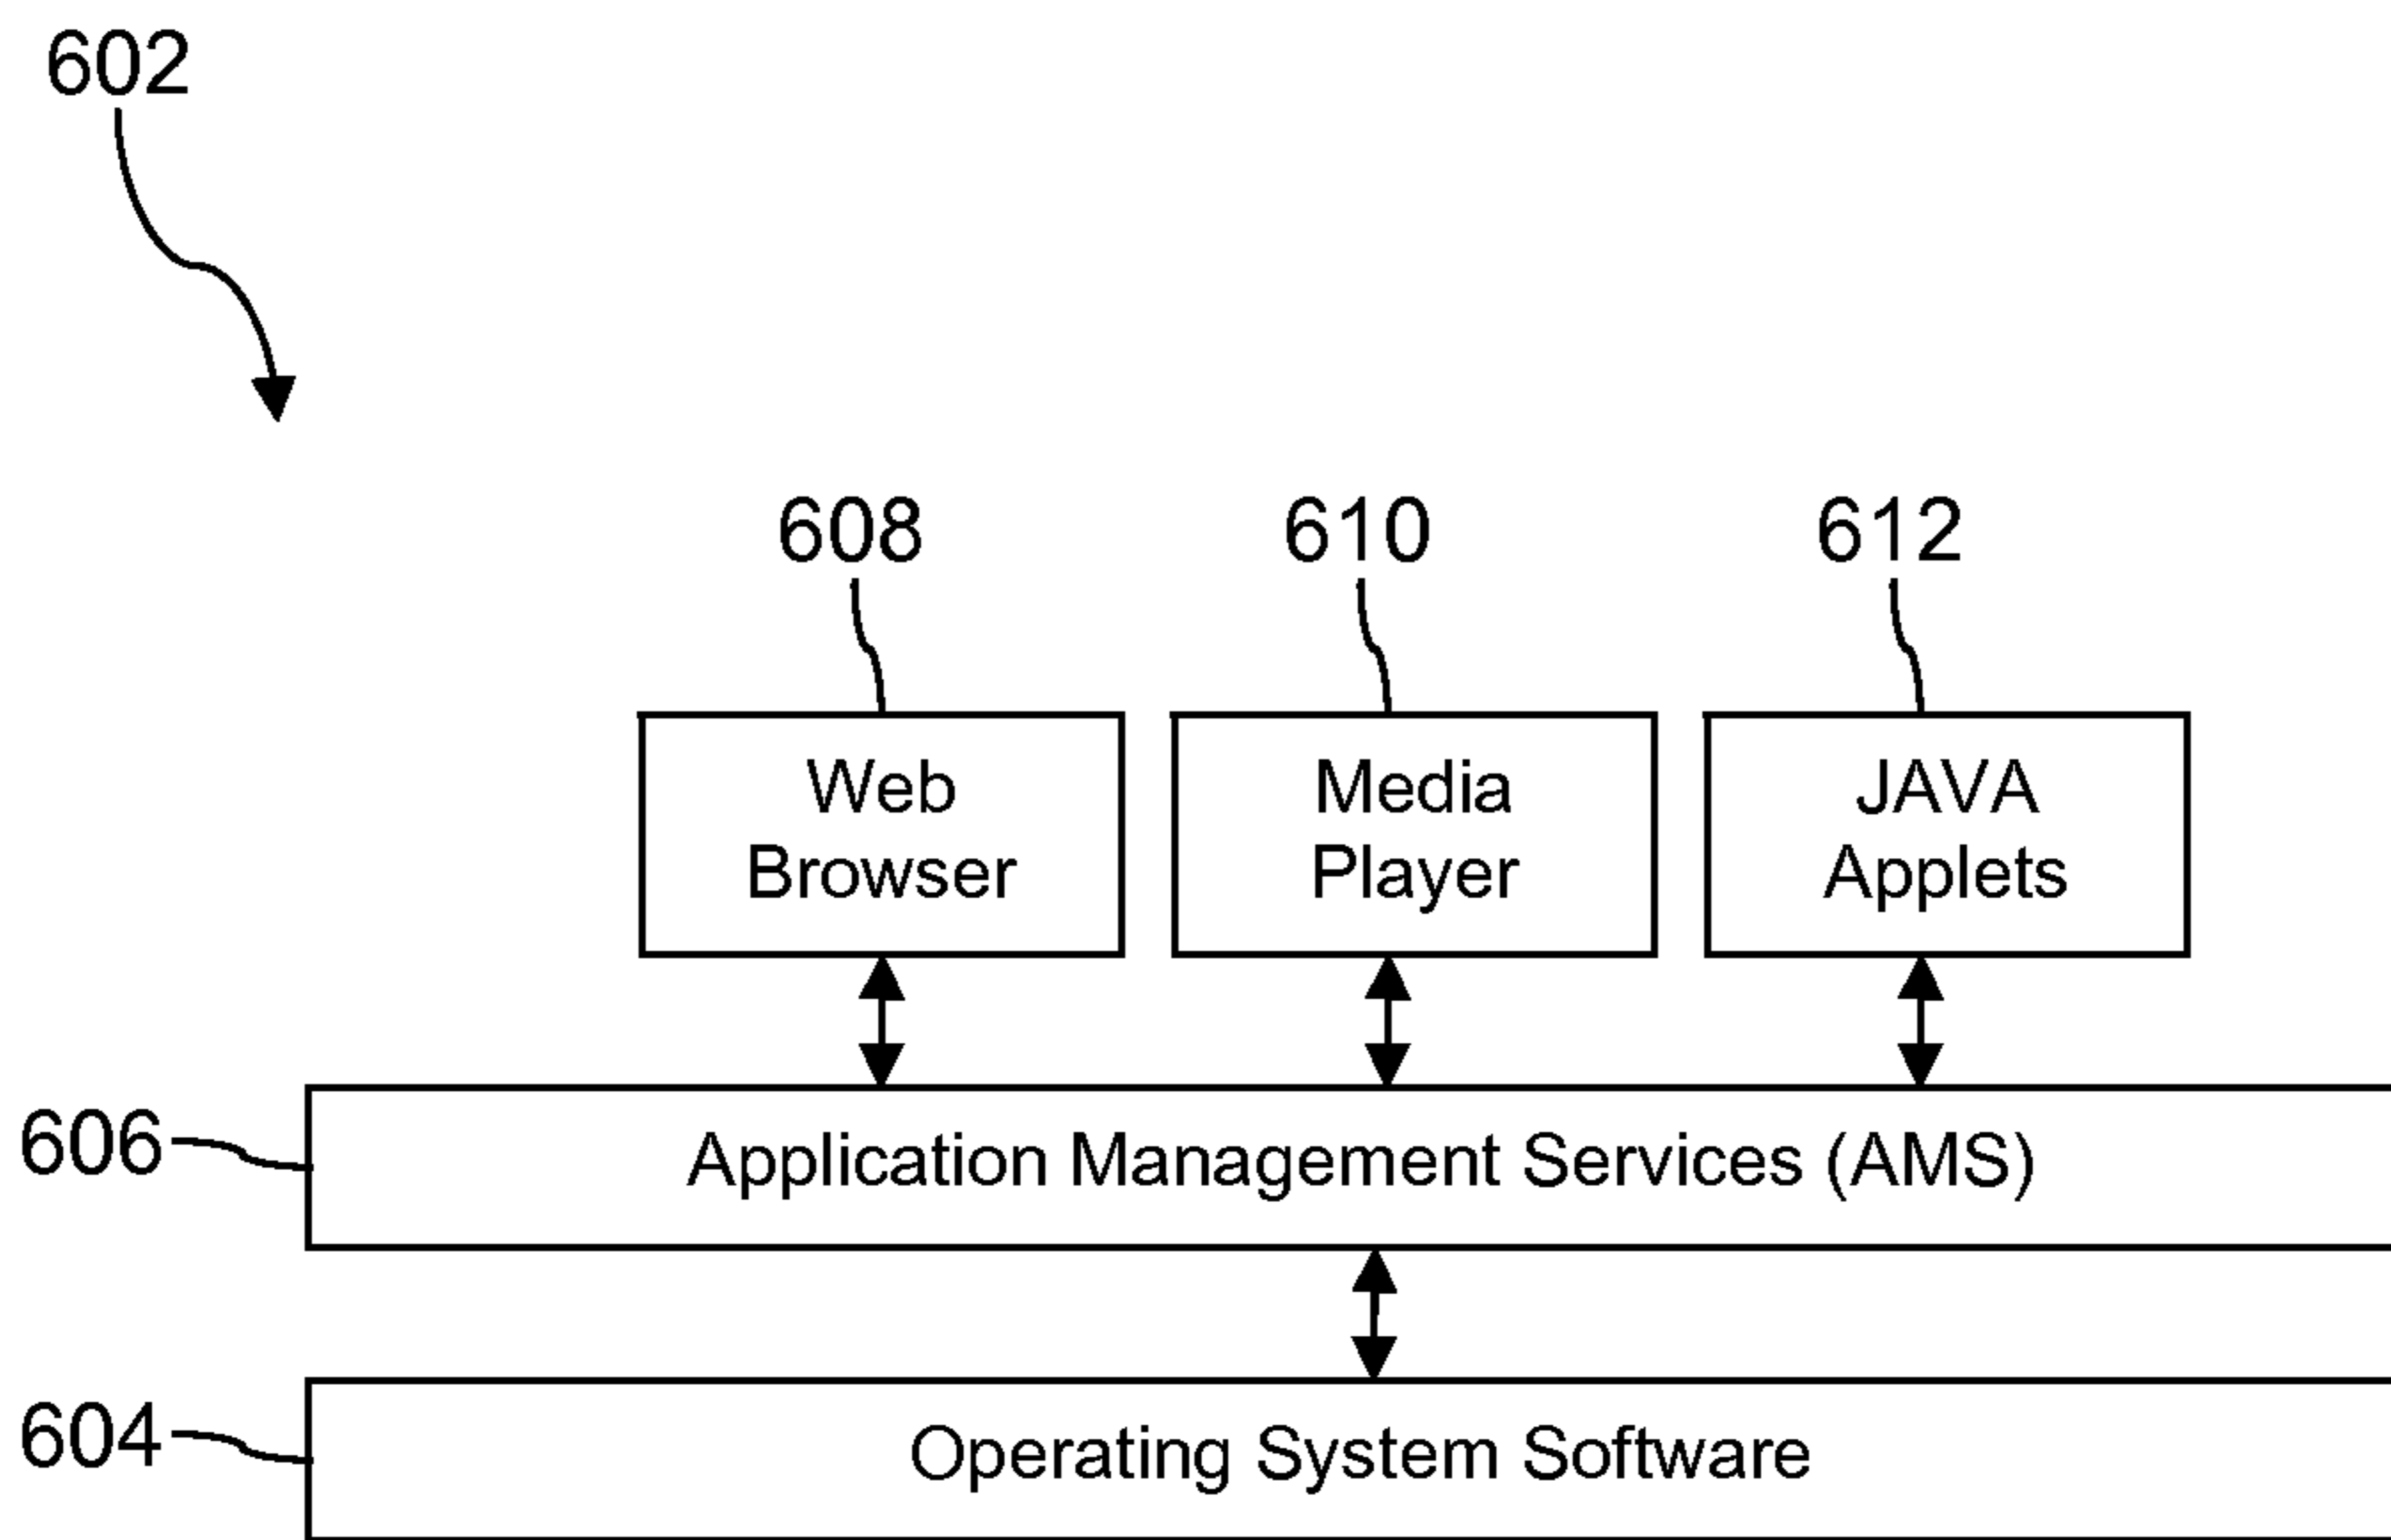 602
608 610 612
Web Browser
Media Player
JAVA Applets
606
Application Management Services (AMS)
604
Operating System Software